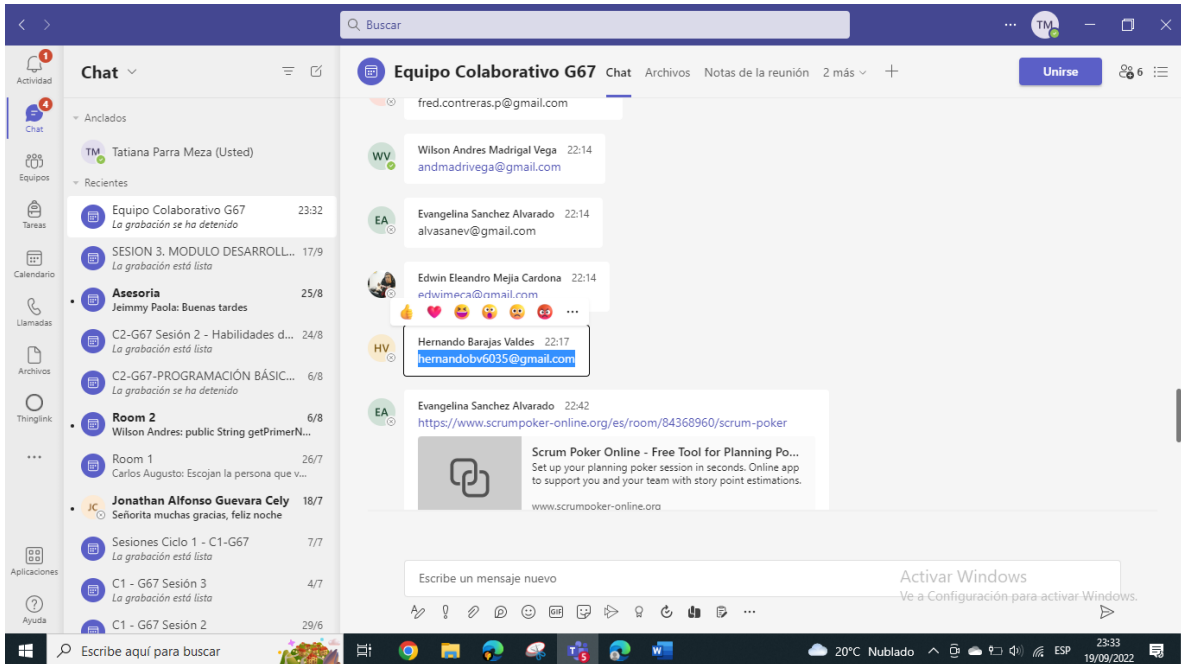 Buscar
TM
1
Actividad
4
Chat
Equipos
Tareas
Calendario
Llamadas
Archivos
Thinglink
Aplicaciones
Ayuda
Chat
Anclados
TM Tatiana Parra Meza (Usted)
Recientes
Equipo Colaborativo G67 23:32
La grabación se ha detenido
SESION 3. MODULO DESARROLL... 17/9
La grabación está lista
Asesoria 25/8
Jeimmy Paola: Buenas tardes
C2-G67 Sesión 2 - Habilidades d... 24/8
La grabación está lista
C2-G67-PROGRAMACIÓN BÁSIC... 6/8
La grabación se ha detenido
Room 2 6/8
Wilson Andres: public String getPrimerN...
Room 1 26/7
Carlos Augusto: Escojan la persona que v...
JC Jonathan Alfonso Guevara Cely 18/7
Señorita muchas gracias, feliz noche
Sesiones Ciclo 1 - C1-G67 7/7
La grabación está lista
C1 - G67 Sesión 3 4/7
La grabación está lista
C1 - G67 Sesión 2 29/6
Equipo Colaborativo G67 Chat Archivos Notas de la reunión 2 más Unirse 6
fred.contreras.p@gmail.com
WV Wilson Andres Madrigal Vega 22:14
andmadrivega@gmail.com
EA Evangelina Sanchez Alvarado 22:14
alvasanev@gmail.com
Edwin Eleandro Mejia Cardona 22:14
edwimeca@gmail.com
HV Hernando Barajas Valdes 22:17
hernandobv6035@gmail.com
EA Evangelina Sanchez Alvarado 22:42
https://www.scrumpoker-online.org/es/room/84368960/scrum-poker
Scrum Poker Online - Free Tool for Planning Po...
Set up your planning poker session in seconds. Online app
to support you and your team with story point estimations.
www.scrumpoker-online.org
Escribe un mensaje nuevo
GIF
Activar Windows
Ve a Configuración para activar Windows.
Escribe aquí para buscar
5
W
20°C Nublado
ESP
23:33
19/09/2022